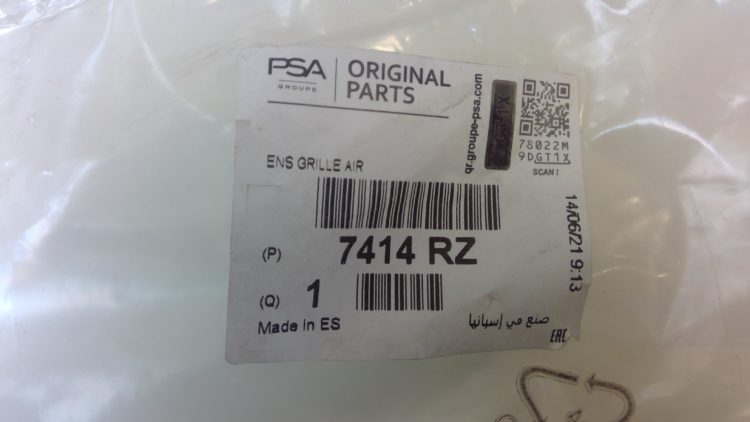 PSA
GROUPE
ORIGINAL
PARTS
qr.groupe-psa.com
78022M
9DGT1X
SCAN !
ENS GRILLE AIR
14/06/21 9:13
(P) 7414 RZ
(Q) 1
Made In ES
صنع في إسبانيا
EAC